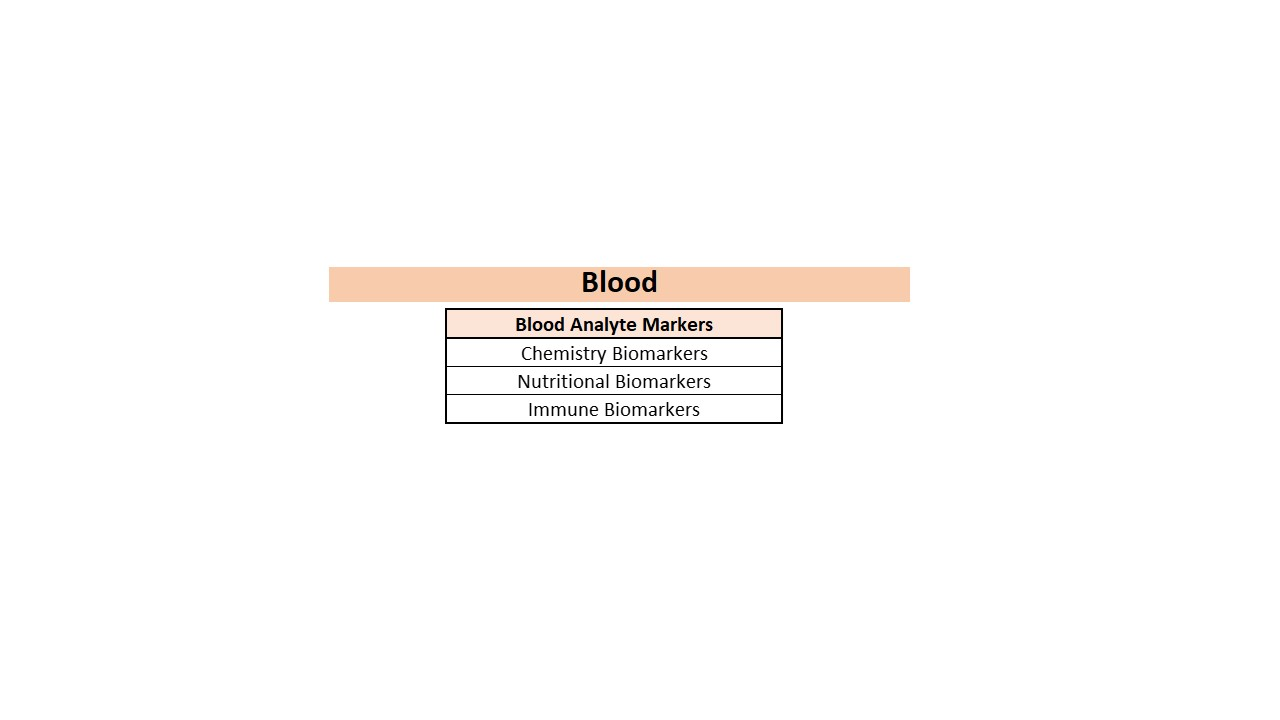 Blood
Blood Analyte Markers
Chemistry Biomarkers
Nutritional Biomarkers
Immune Biomarkers